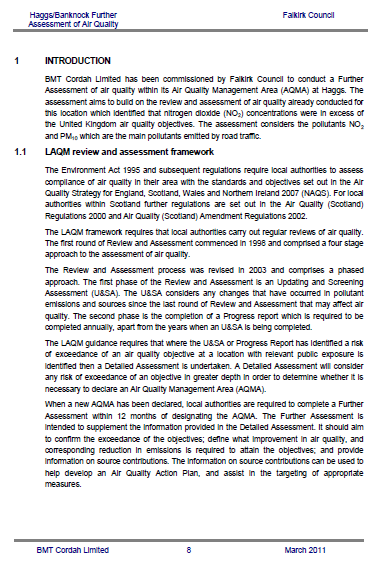 Haggs/Banknock Further
Assessment of Air Quality
Falkirk Council
1 INTRODUCTION
BMT Cordah Limited has been commissioned by Falkirk Council to conduct a Further
Assessment of air quality within its Air Quality Management Area (AQMA) at Haggs. The
assessment aims to build on the review and assessment of air quality already conducted for
this location which identified that nitrogen dioxide (NO₂) concentrations were in excess of
the United Kingdom air quality objectives. The assessment considers the pollutants NO₂
and PM₁₀ which are the main pollutants emitted by road traffic.
1.1 LAQM review and assessment framework
The Environment Act 1995 and subsequent regulations require local authorities to assess
compliance of air quality in their area with the standards and objectives set out in the Air
Quality Strategy for England, Scotland, Wales and Northern Ireland 2007 (NAQS). For local
authorities within Scotland further regulations are set out in the Air Quality (Scotland)
Regulations 2000 and Air Quality (Scotland) Amendment Regulations 2002.
The LAQM framework requires that local authorities carry out regular reviews of air quality.
The first round of Review and Assessment commenced in 1998 and comprised a four stage
approach to the assessment of air quality.
The Review and Assessment process was revised in 2003 and comprises a phased
approach. The first phase of the Review and Assessment is an Updating and Screening
Assessment (U&SA). The U&SA considers any changes that have occurred in pollutant
emissions and sources since the last round of Review and Assessment that may affect air
quality. The second phase is the completion of a Progress report which is required to be
completed annually, apart from the years when an U&SA is being completed.
The LAQM guidance requires that where the U&SA or Progress Report has identified a risk
of exceedance of an air quality objective at a location with relevant public exposure is
identified then a Detailed Assessment is undertaken. A Detailed Assessment will consider
any risk of exceedance of an objective in greater depth in order to determine whether it is
necessary to declare an Air Quality Management Area (AQMA).
When a new AQMA has been declared, local authorities are required to complete a Further
Assessment within 12 months of designating the AQMA. The Further Assessment is
intended to supplement the information provided in the Detailed Assessment. It should aim
to confirm the exceedance of the objectives; define what improvement in air quality, and
corresponding reduction in emissions is required to attain the objectives; and provide
information on source contributions. The information on source contributions can be used to
help develop an Air Quality Action Plan, and assist in the targeting of appropriate
measures.
BMT Cordah Limited 8 March 2011